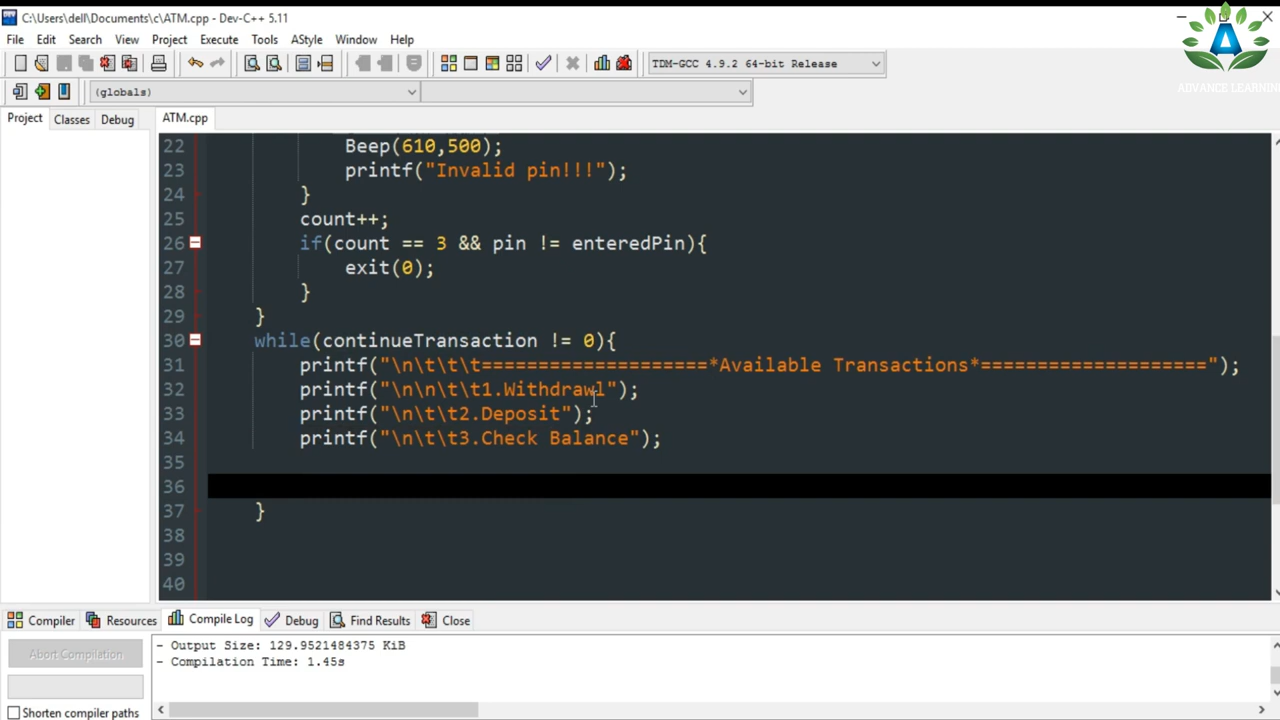 C:\Users\dell\Documents\c\ATM.cpp - Dev-C++ 5.11
File Edit Search View Project Execute Tools AStyle Window Help
TDM-GCC 4.9.2 64-bit Release
ADVANCE LEARNING
(globals)
Project Classes Debug ATM.cpp
22 Beep(610,500);
23 printf("Invalid pin!!!");
24 }
25 count++;
26 if(count == 3 && pin != enteredPin){
27 exit(0);
28 }
29 }
30 while(continueTransaction != 0){
31 printf("\n\t\t\t====================*Available Transactions*====================");
32 printf("\n\n\t\t1.Withdrawl");
33 printf("\n\t\t2.Deposit");
34 printf("\n\t\t3.Check Balance");
35
36
37 }
38
39
40
Compiler Resources Compile Log Debug Find Results Close
Abort Compilation
- Output Size: 129.9521484375 KiB
- Compilation Time: 1.45s
Shorten compiler paths